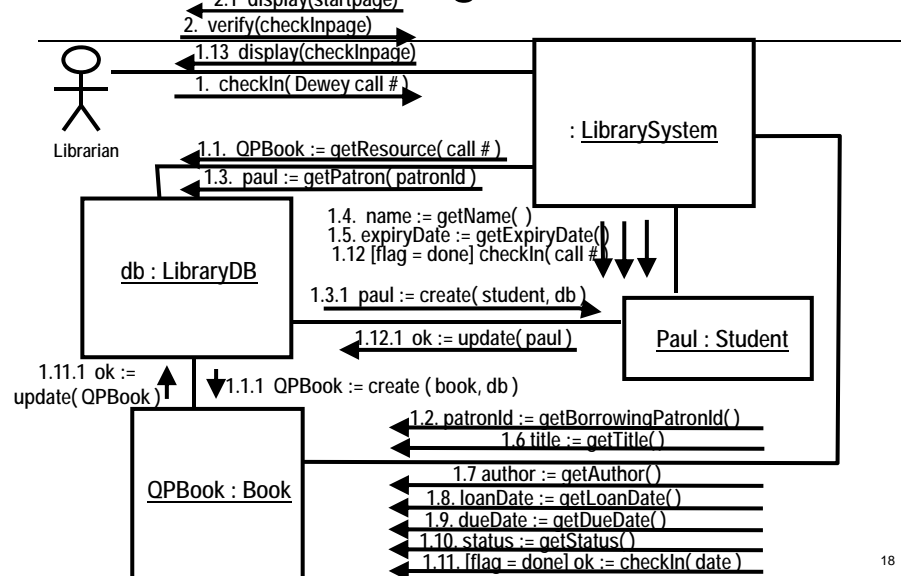 2.1 display(startpage)
2. verify(checkInpage)
1.13 display(checkInpage)
1. checkIn( Dewey call # )
Librarian
: LibrarySystem
1.1. QPBook := getResource( call # )
1.3. paul := getPatron( patronId )
1.4. name := getName( )
1.5. expiryDate := getExpiryDate()
1.12 [flag = done] checkIn( call # )
db : LibraryDB
1.3.1 paul := create( student, db )
Paul : Student
1.12.1 ok := update( paul )
1.11.1 ok :=
update( QPBook )
1.1.1 QPBook := create ( book, db )
1.2. patronId := getBorrowingPatronId()
1.6 title := getTitle()
QPBook : Book
1.7 author := getAuthor()
1.8. loanDate := getLoanDate()
1.9. dueDate := getDueDate()
1.10. status := getStatus()
1.11. [flag = done] ok := checkIn( date )
18